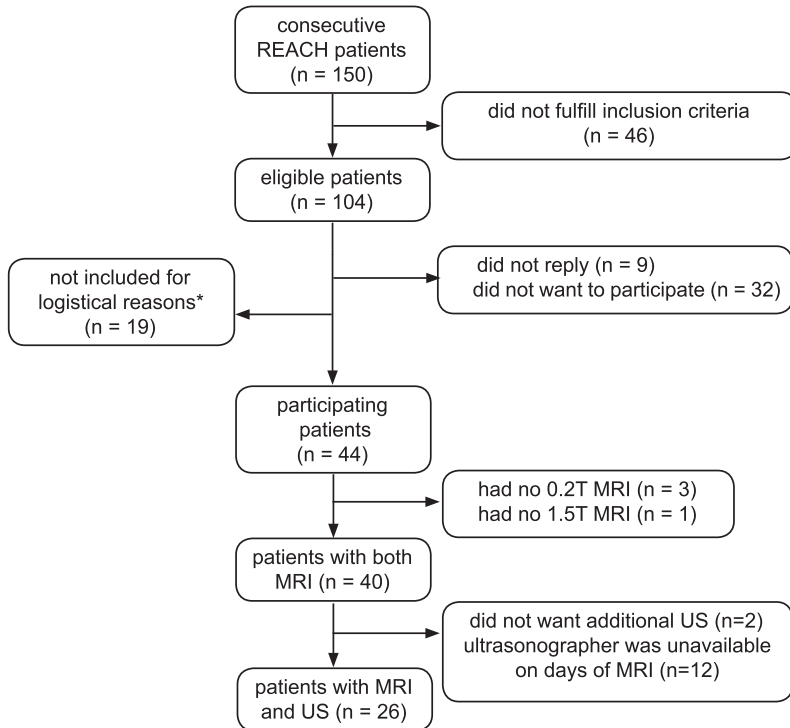 consecutive
REACH patients
(n = 150)
did not fulfill inclusion criteria
(n = 46)
eligible patients
(n = 104)
did not reply (n = 9)
did not want to participate (n = 32)
not included for
logistical reasons*
(n = 19)
participating
patients
(n = 44)
had no 0.2T MRI (n = 3)
had no 1.5T MRI (n = 1)
patients with both
MRI (n = 40)
did not want additional US (n=2)
ultrasonographer was unavailable
on days of MRI (n=12)
patients with MRI
and US (n = 26)